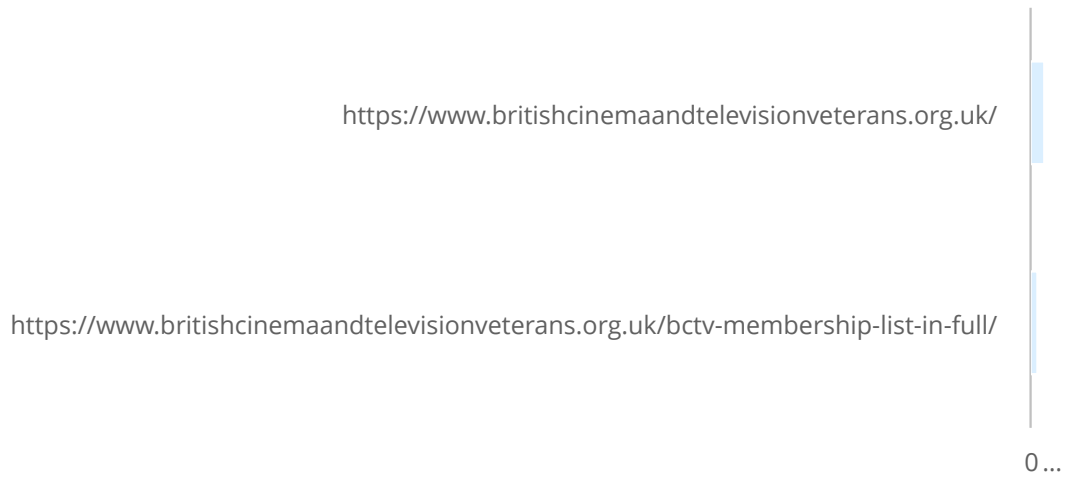 https://www.britishcinemaandtelevisionveterans.org.uk/
https://www.britishcinemaandtelevisionveterans.org.uk/bctv-membership-list-in-full/
0 ...